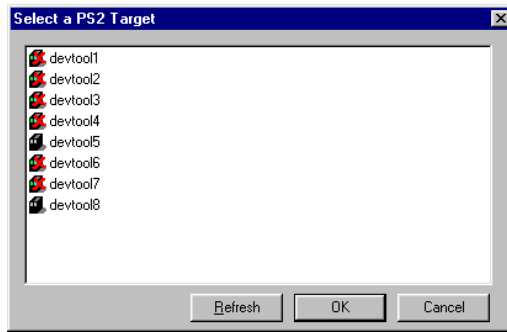 Select a PS2 Target
devtool1
devtool2
devtool3
devtool4
devtool5
devtool6
devtool7
devtool8
Refresh OK Cancel